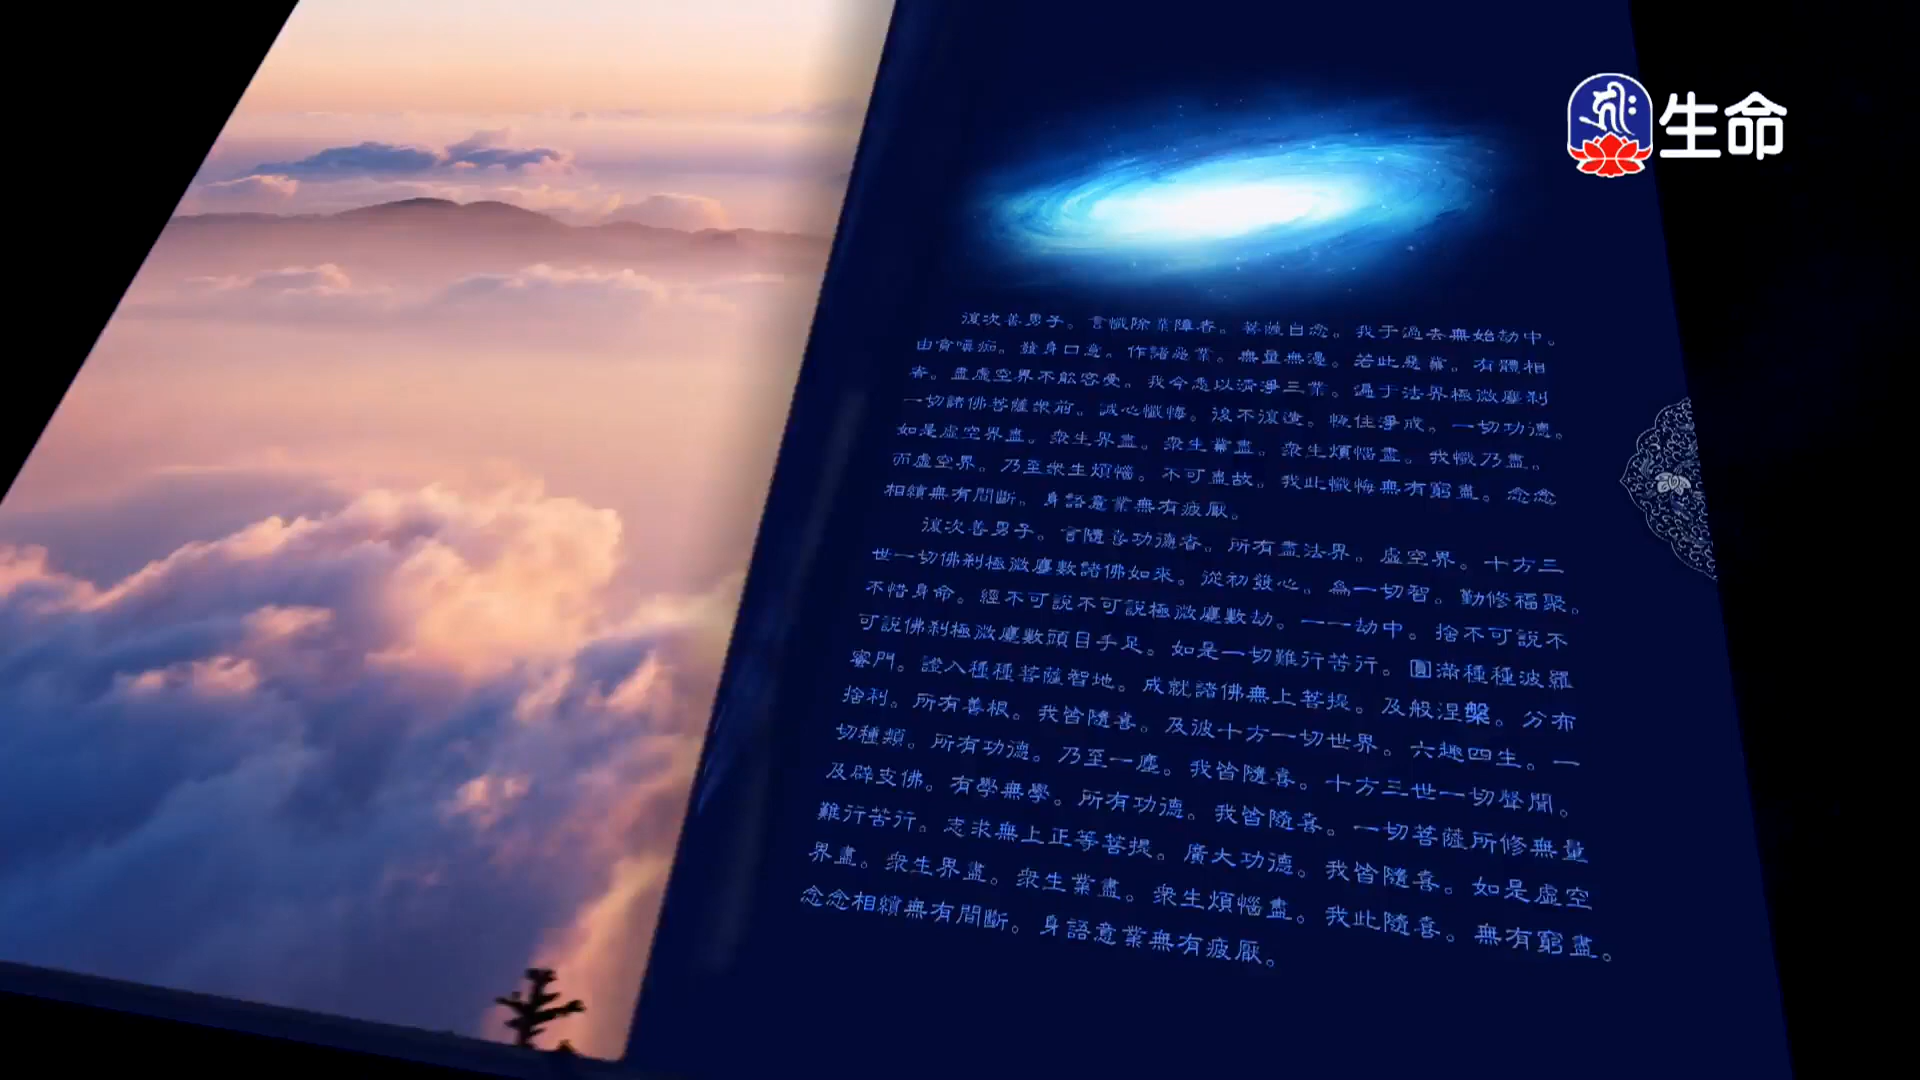 生命
復次善男子。言懺除業障者。菩薩自念。我于過去無始劫中。
由貪嗔痴。發身口意。作諸惡業。無量無邊。若此惡業。有體相
者。盡虛空界不能容受。我今悉以清淨三業。遍于法界極微塵剎
一切諸佛菩薩眾前。誠心懺悔。後不復造。恆住淨戒。一切功德。
如是虛空界盡。眾生界盡。眾生業盡。眾生煩惱盡。我懺乃盡。
而虛空界。乃至眾生煩惱。不可盡故。我此懺悔無有窮盡。念念
相續無有間斷。身語意業無有疲厭。
復次善男子。言隨喜功德者。所有盡法界。虛空界。十方三
世一切佛剎極微塵數諸佛如來。從初發心。為一切智。勤修福聚。
不惜身命。經不可說不可說極微塵數劫。一一劫中。捨不可說不
可說佛剎極微塵數頭目手足。如是一切難行苦行。圓滿種種波羅
蜜門。證入種種菩薩智地。成就諸佛無上菩提。及般涅槃。分布
捨利。所有善根。我皆隨喜。及彼十方一切世界。六趣四生。一
切種類。所有功德。乃至一塵。我皆隨喜。十方三世一切聲聞。
及辟支佛。有學無學。所有功德。我皆隨喜。一切菩薩所修無量
難行苦行。志求無上正等菩提。廣大功德。我皆隨喜。如是虛空
界盡。眾生界盡。眾生業盡。眾生煩惱盡。我此隨喜。無有窮盡。
念念相續無有間斷。身語意業無有疲厭。